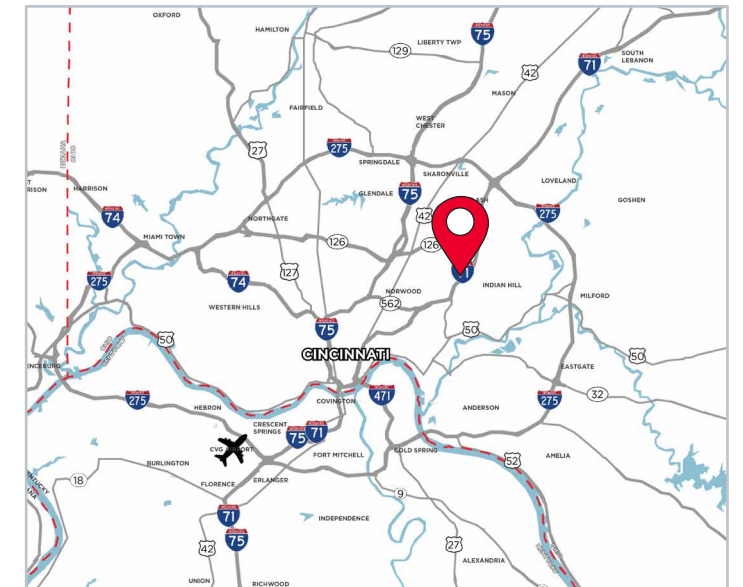 OXFORD
HAMILTON
75
LIBERTY TWP
129
71
SOUTH
LEBANON
42
MASON
FAIRFIELD
WEST
CHESTER
27
275
SPRINGDALE
SHARONVILLE
INDIANA
OHIO
HARRISON
LOVELAND
GLENDALE
75
GOSHEN
74
42
275
NORTHGATE
MIAMI TOWN
126
126
127
275
74
NORWOOD
INDIAN HILL
562
MILFORD
WESTERN HILLS
75
50
50
CINCINNATI
50
EASTGATE
275
COVINGTON
471
32
275
HEBRON
ANDERSON
CRESCENT
SPRINGS
75
71
COLD SPRING
FORT MITCHELL
AMELIA
52
BURLINGTON
18
FLORENCE
ERLANGER
9
71
INDEPENDENCE
75
42
27
ALEXANDRIA
UNION
RICHWOOD